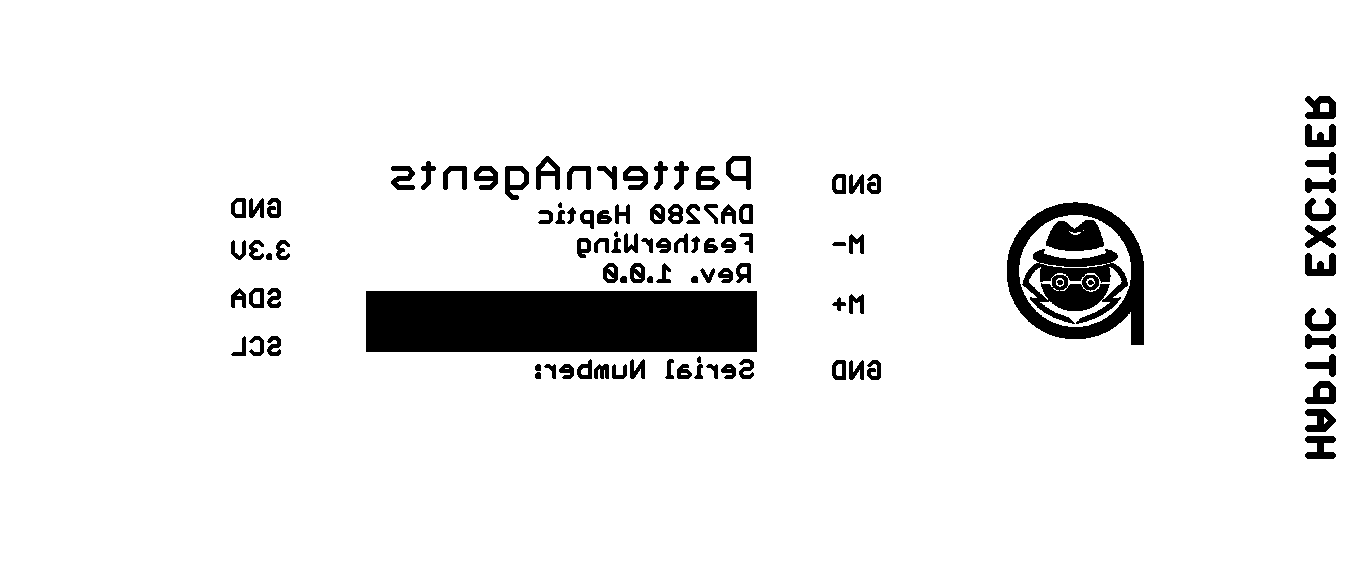 PatternAgents
DA7280 Haptic
FeatherWing
Rev. 1.0.0
Serial Number:
GND
M-
M+
GND
GND
3.3V
SDA
SCL
HAPTIC EXCITER